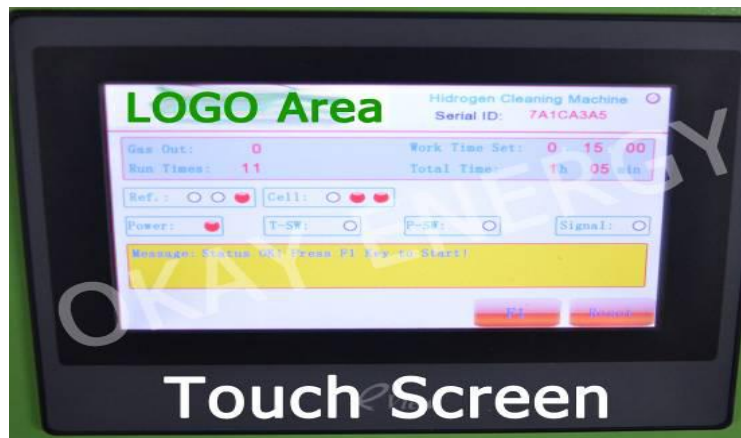 LOGO Area
Hidrogen Cleaning Machine
Serial ID: 7A1CA3A5
Gas Out: 0 Work Time Set: 0 15 00
Run Times: 11 Total Time: 1h 05 min
Ref.: Cell:
Power: T-SW: P-SW: Signal:
Message: Status OK! Press F1 Key to Start!
F1 Reset
OKAY ENERGY
Touch Screen